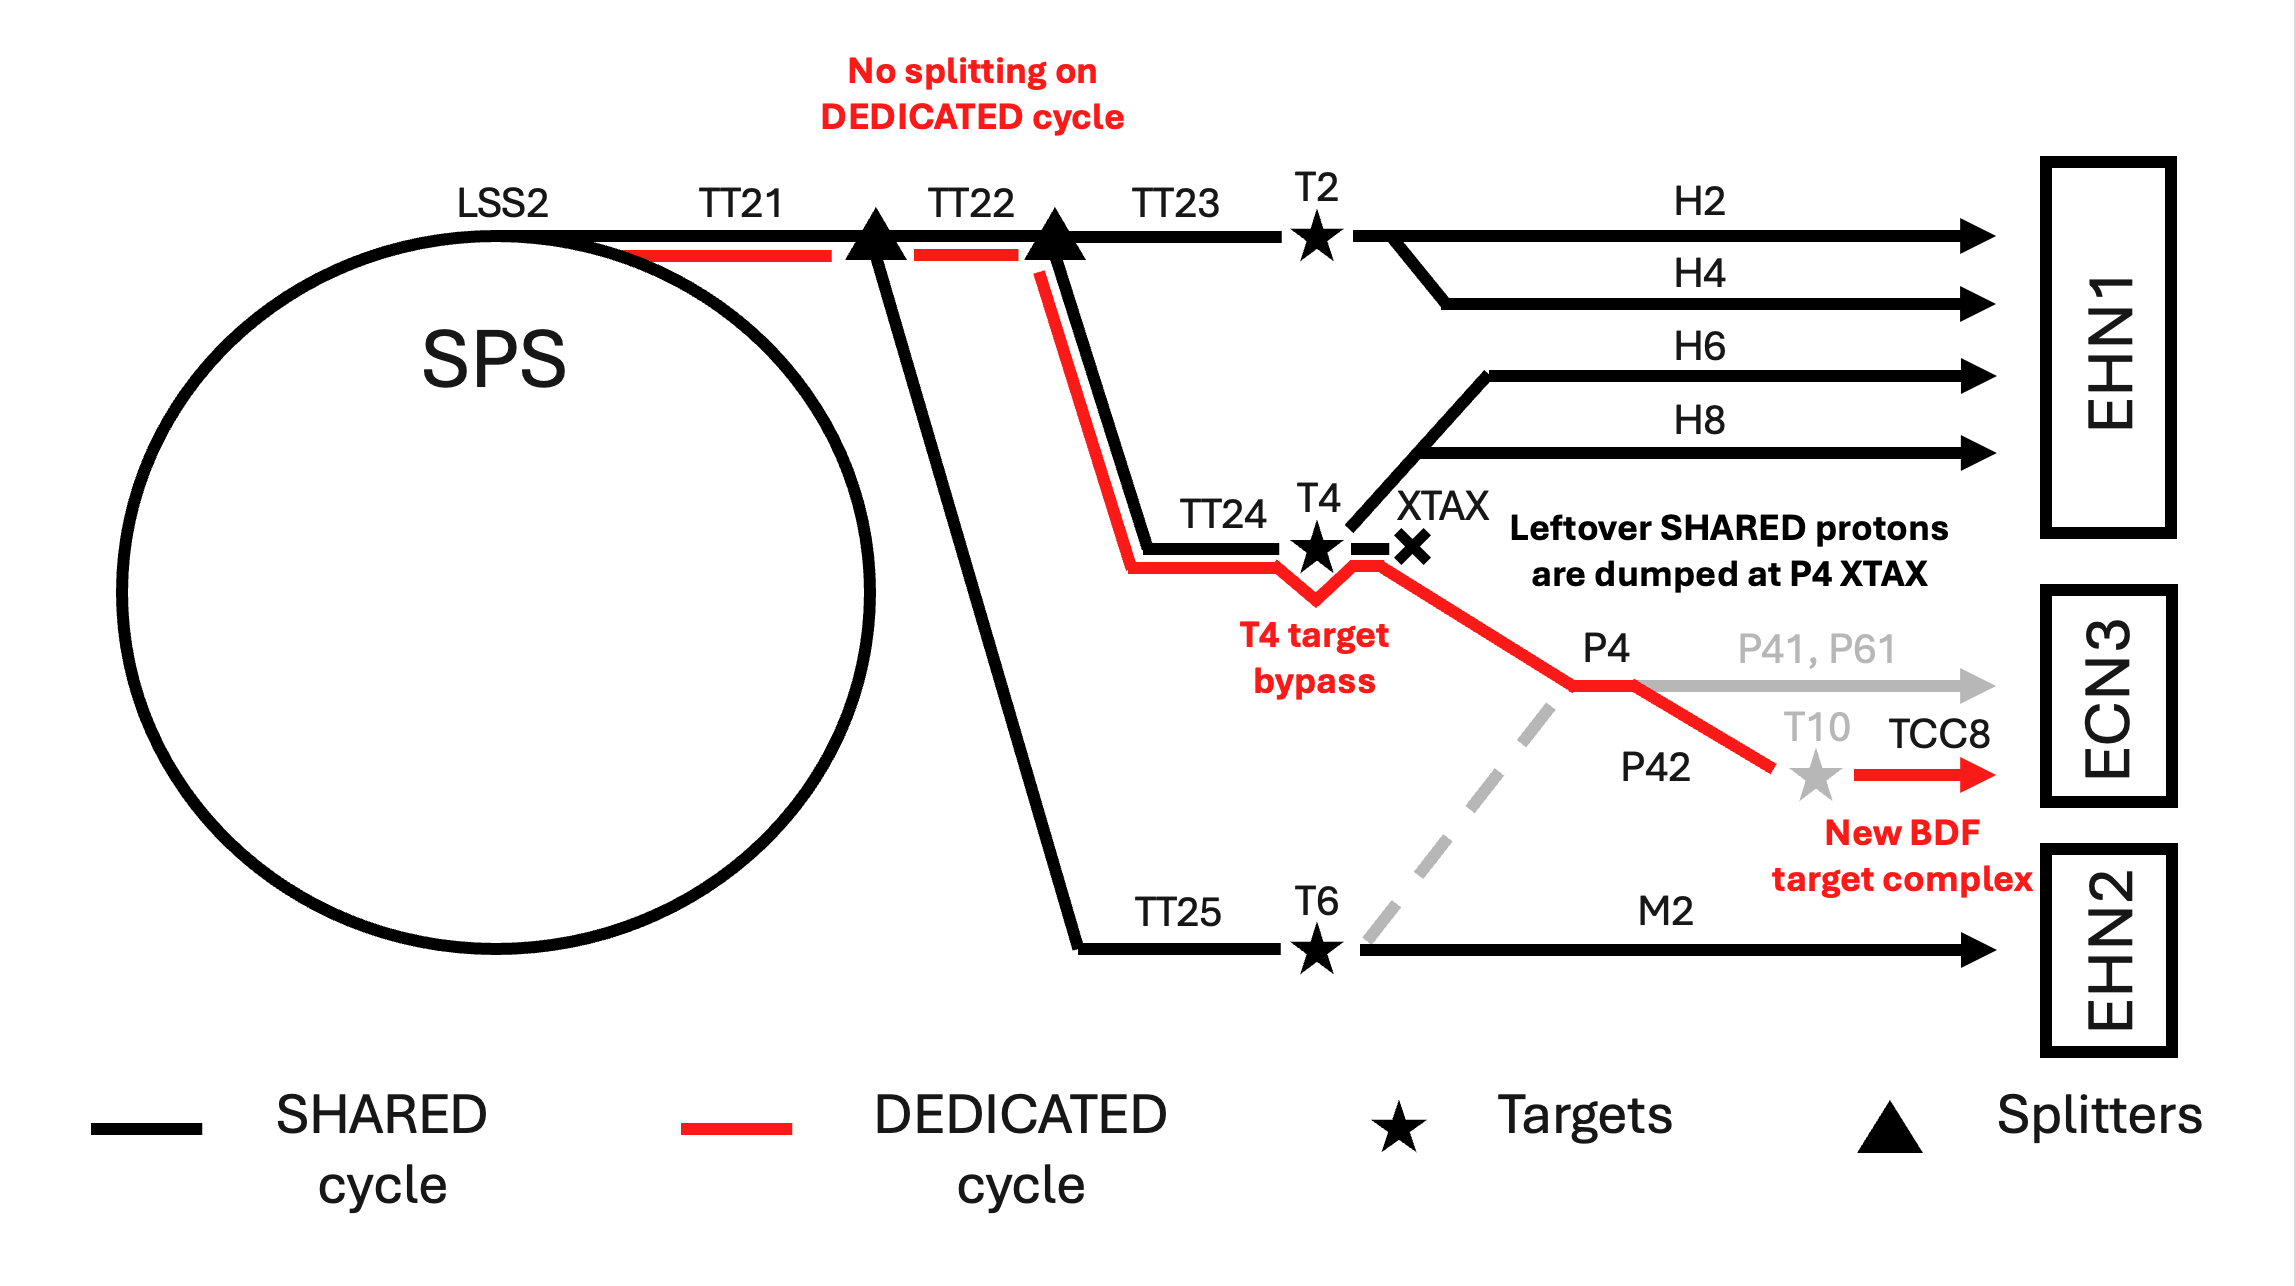 No splitting on
DEDICATED cycle
LSS2
TT21
TT22
TT23
T2
H2
H4
H6
H8
EHN1
SPS
TT24
T4
XTAX
Leftover SHARED protons
are dumped at P4 XTAX
T4 target
bypass
P4
P41, P61
T10
TCC8
P42
ECN3
New BDF
target complex
TT25
T6
M2
EHN2
SHARED
cycle
DEDICATED
cycle
Targets
Splitters